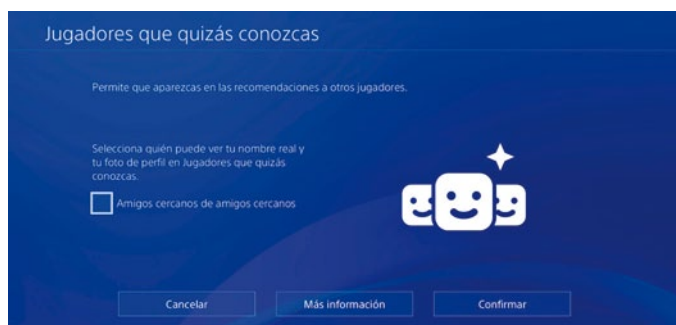 Jugadores que quizás conozcas
Permite que aparezcas en las recomendaciones a otros jugadores.
Selecciona quién puede ver tu nombre real y
tu foto de perfil en Jugadores que quizás
conozcas.
Amigos cercanos de amigos cercanos
Cancelar
Más información
Confirmar